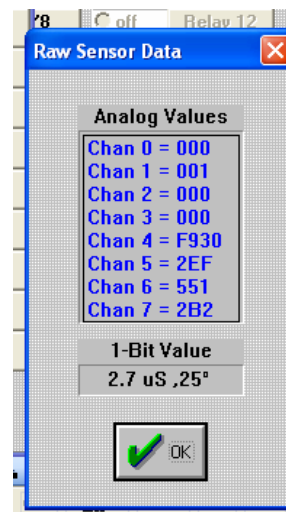 '8
off
Relay 12
Raw Sensor Data
Analog Values
Chan 0 = 000
Chan 1 = 001
Chan 2 = 000
Chan 3 = 000
Chan 4 = F930
Chan 5 = 2EF
Chan 6 = 551
Chan 7 = 2B2
1-Bit Value
2.7 uS ,25°
OK